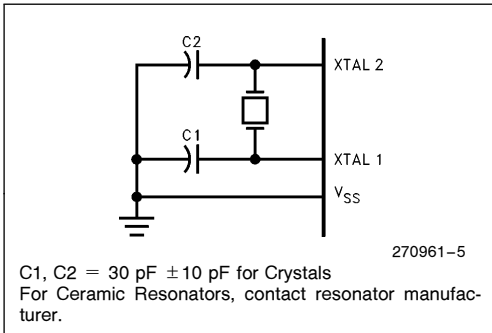 C2
XTAL 2
C1
XTAL 1
VSS
270961–5
C1, C2 = 30 pF ±10 pF for Crystals
For Ceramic Resonators, contact resonator manufac-
turer.